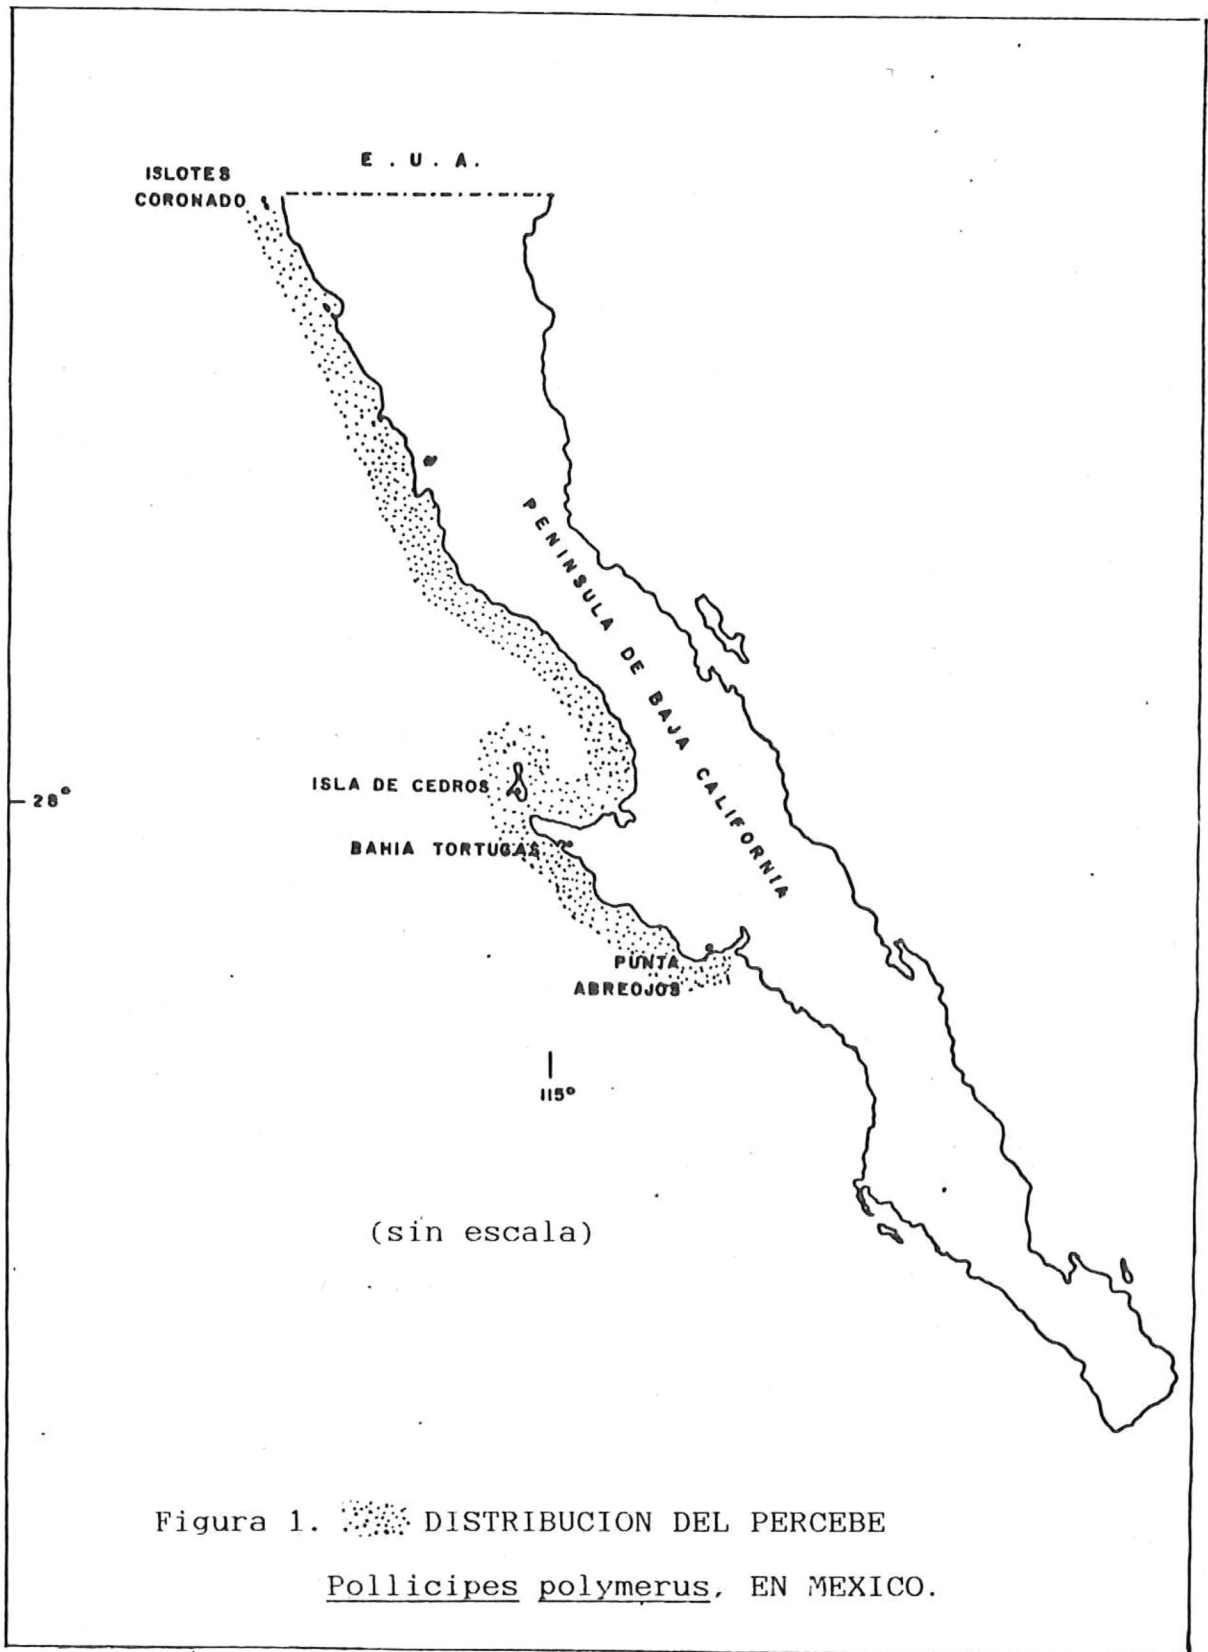 E . U . A.
ISLOTES
CORONADO
PENINSULA DE BAJA CALIFORNIA
ISLA DE CEDROS
28°
BAHIA TORTUGAS
PUNTA
ABREOJOS
115°
(sin escala)
Figura 1. DISTRIBUCION DEL PERCEBE
Pollicipes polymerus, EN MEXICO.